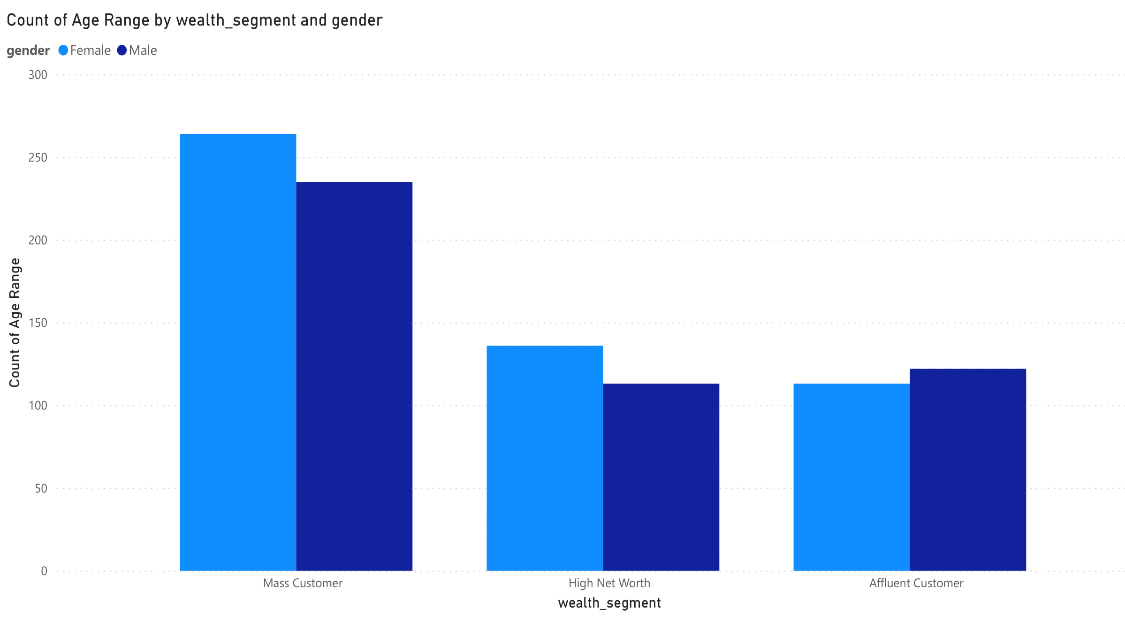 Count of Age Range by wealth_segment and gender
gender Female Male
300
250
200
150
100
50
0
Count of Age Range
Mass Customer High Net Worth Affluent Customer
wealth_segment